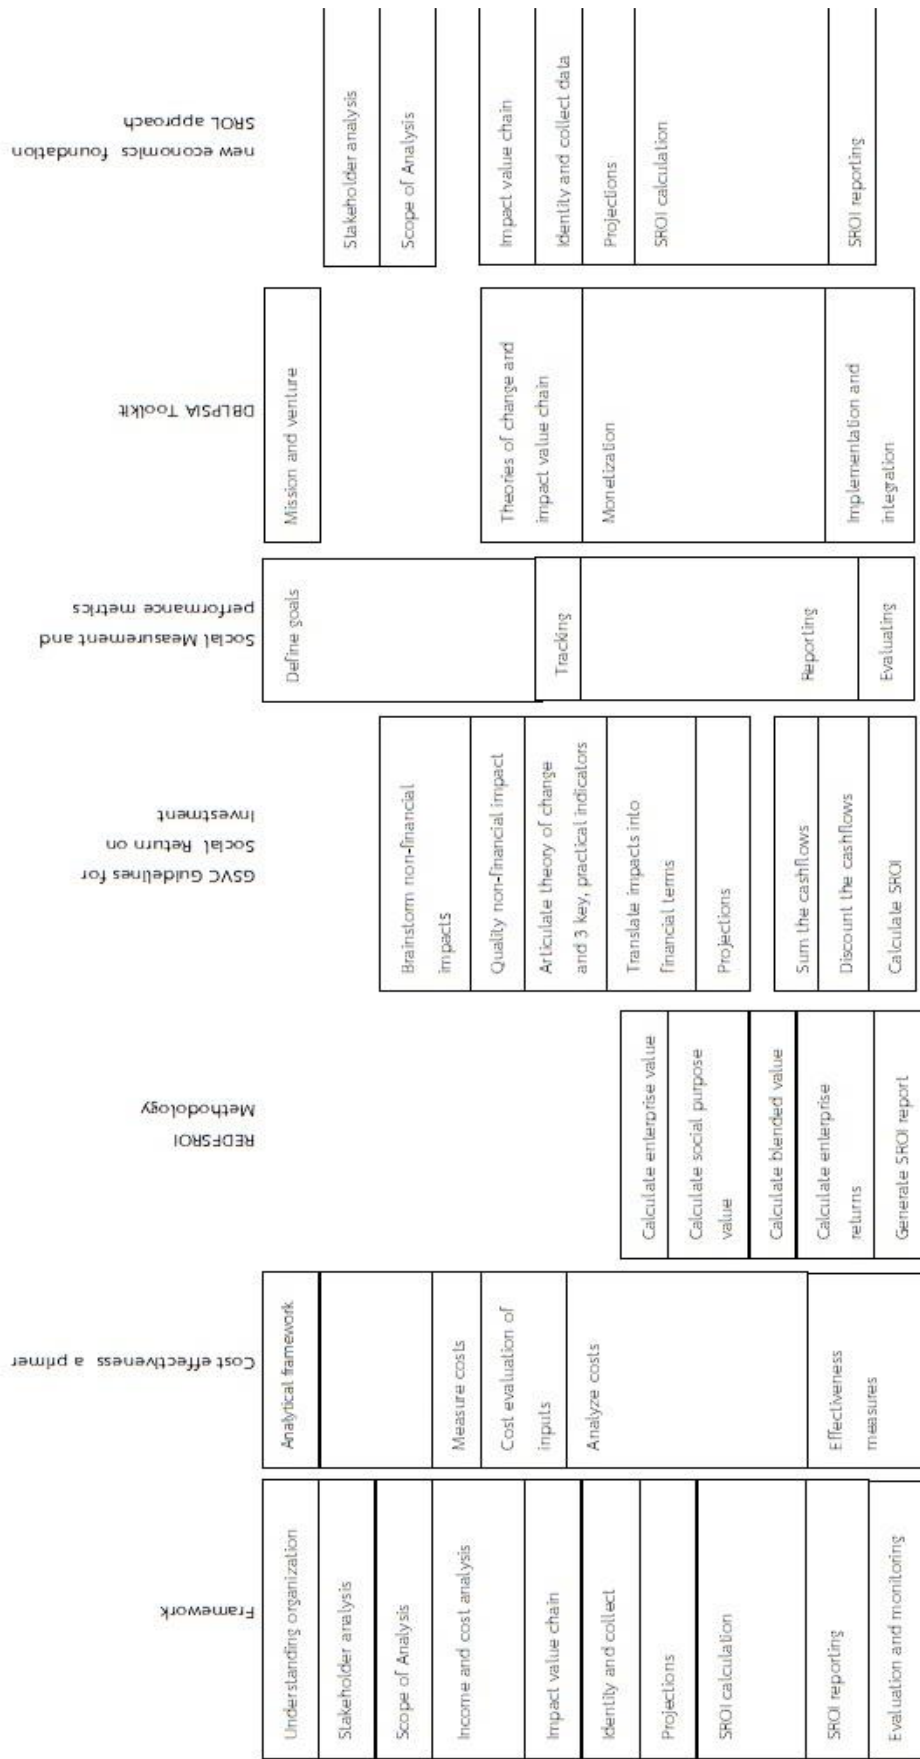 Framework
Understanding organization
Stakeholder analysis
Scope of Analysis
Income and cost analysis
Impact value chain
Identity and collect
Projections
SROI calculation
SROI reporting
Evaluation and monitoring
Cost effectiveness a primer
Analytical framework
Measure costs
Cost evaluation of
inputs
Analyze costs
Effectiveness
measures
REDFSROI
Methodology
Calculate enterprise value
Calculate social purpose
value
Calculate blended value
Calculate enterprise
returns
Generate SROI report
GSVC Guidelines for
Social Return on
Investment
Brainstorm non-financial
impacts
Quality non-financial impact
Articulate theory of change
and 3 key, practical indicators
Translate impacts into
financial terms
Projections
Sum the cashflows
Discount the cashflows
Calculate SROI
Social Measurement and
performance metrics
Define goals
Tracking
Reporting
Evaluating
DBLPSIA Toolkit
Mission and venture
Theories of change and
impact value chain
Monetization
Implementation and
integration
new economics foundation
SROL approach
Stakeholder analysis
Scope of Analysis
Impact value chain
Identity and collect data
Projections
SROI calculation
SROI reporting